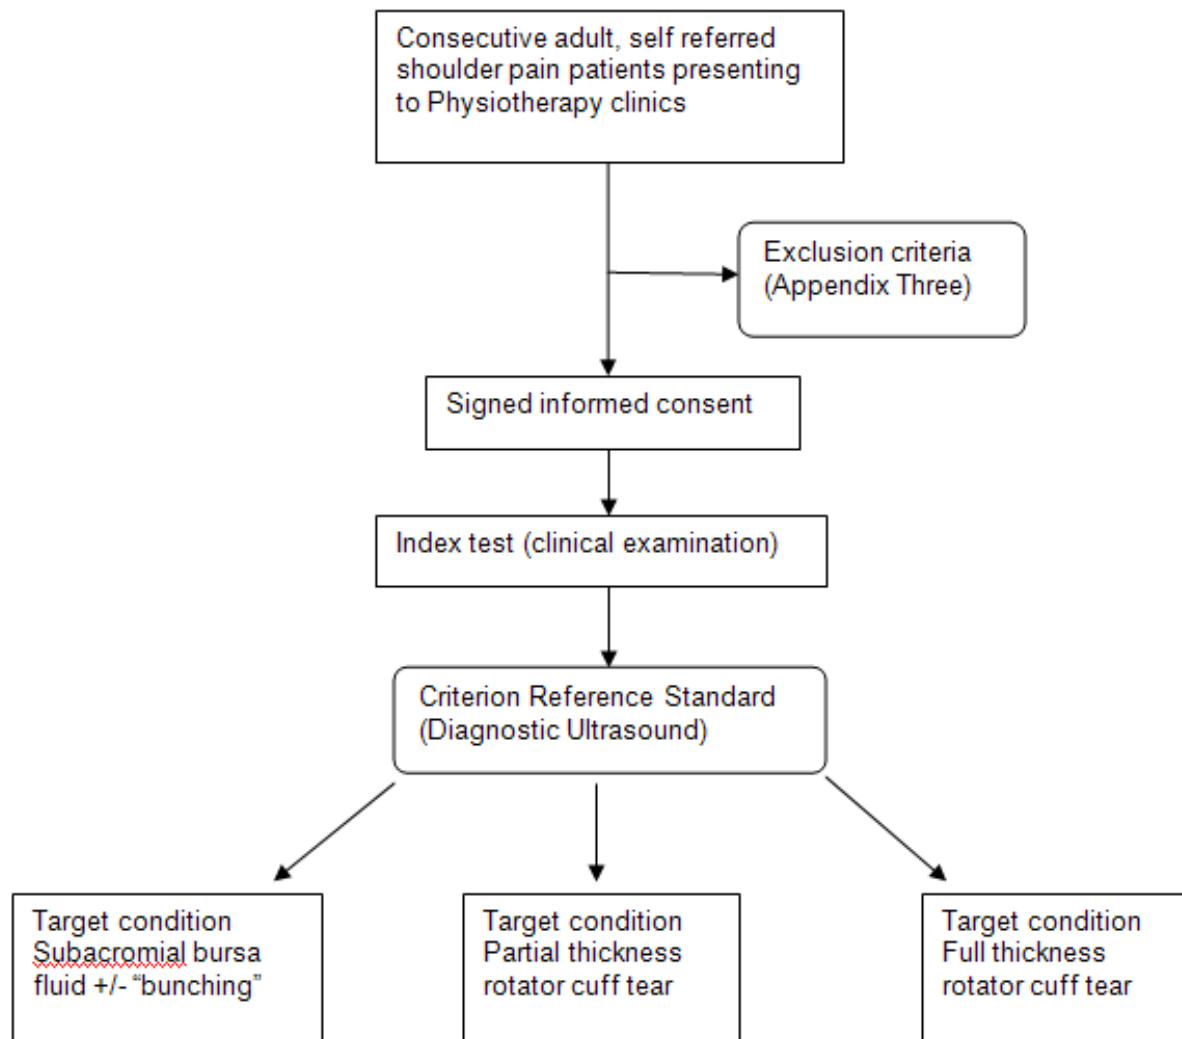 Consecutive adult, self referred
shoulder pain patients presenting
to Physiotherapy clinics
Exclusion criteria
(Appendix Three)
Signed informed consent
Index test (clinical examination)
Criterion Reference Standard
(Diagnostic Ultrasound)
Target condition
Subacromial bursa
fluid +/- “bunching”
Target condition
Partial thickness
rotator cuff tear
Target condition
Full thickness
rotator cuff tear